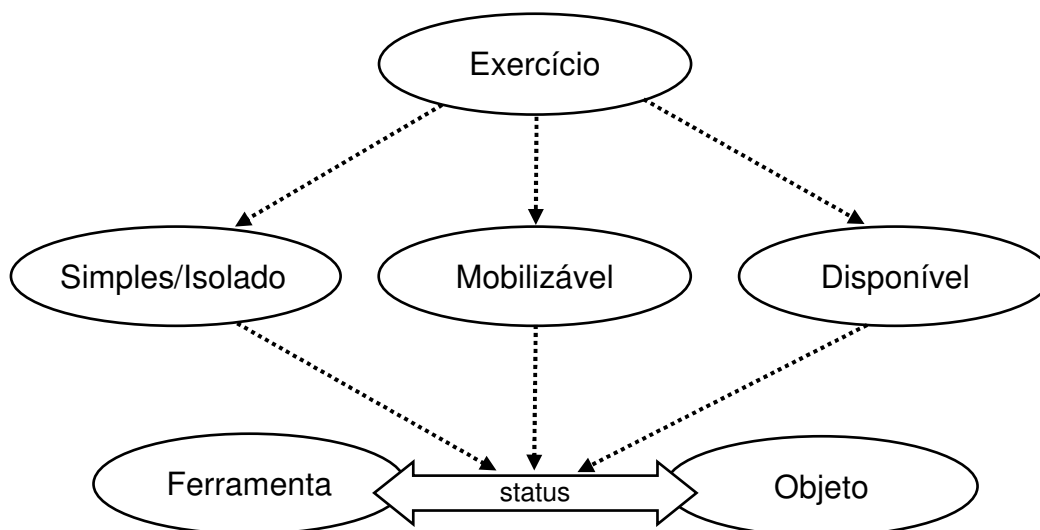 Exercício
Simples/Isolado
Mobilizável
Disponível
Ferramenta
status
Objeto